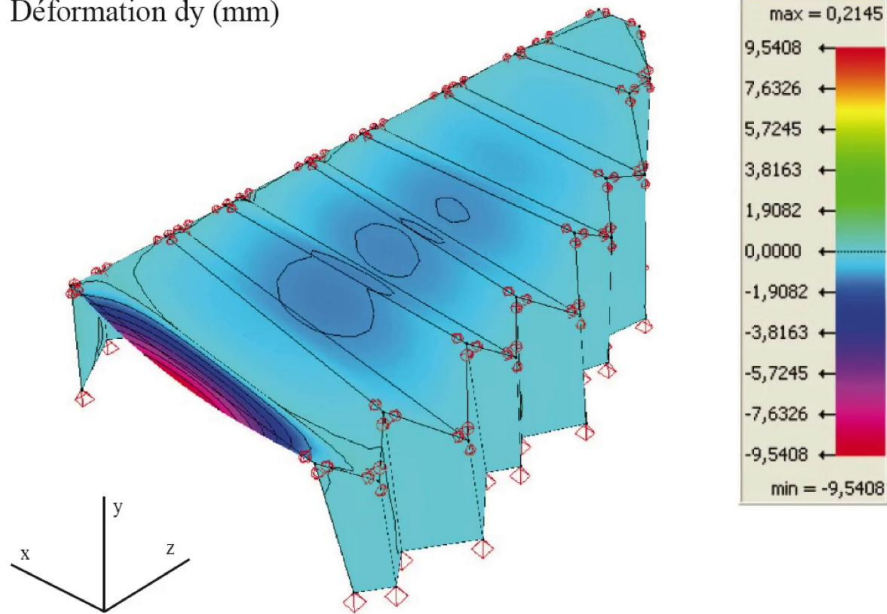 Déformation dy (mm)
max = 0,2145
9,5408
7,6326
5,7245
3,8163
1,9082
0,0000
-1,9082
-3,8163
-5,7245
-7,6326
-9,5408
min = -9,5408
y
x
z